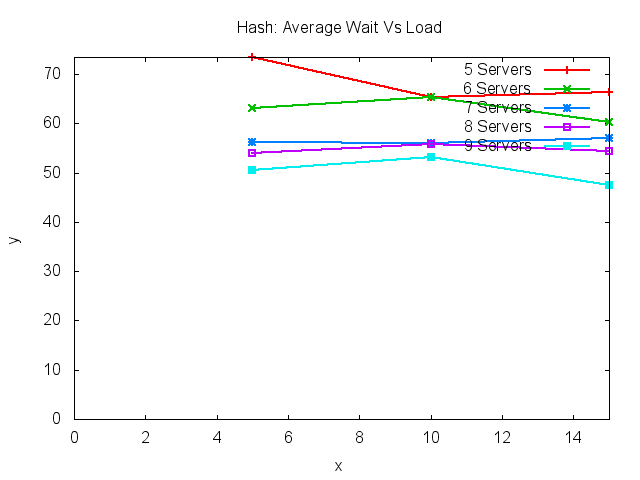 Hash: Average Wait Vs Load
70
60
50
40
30
20
10
0
y
5 Servers
6 Servers
7 Servers
8 Servers
9 Servers
0 2 4 6 8 10 12 14
x